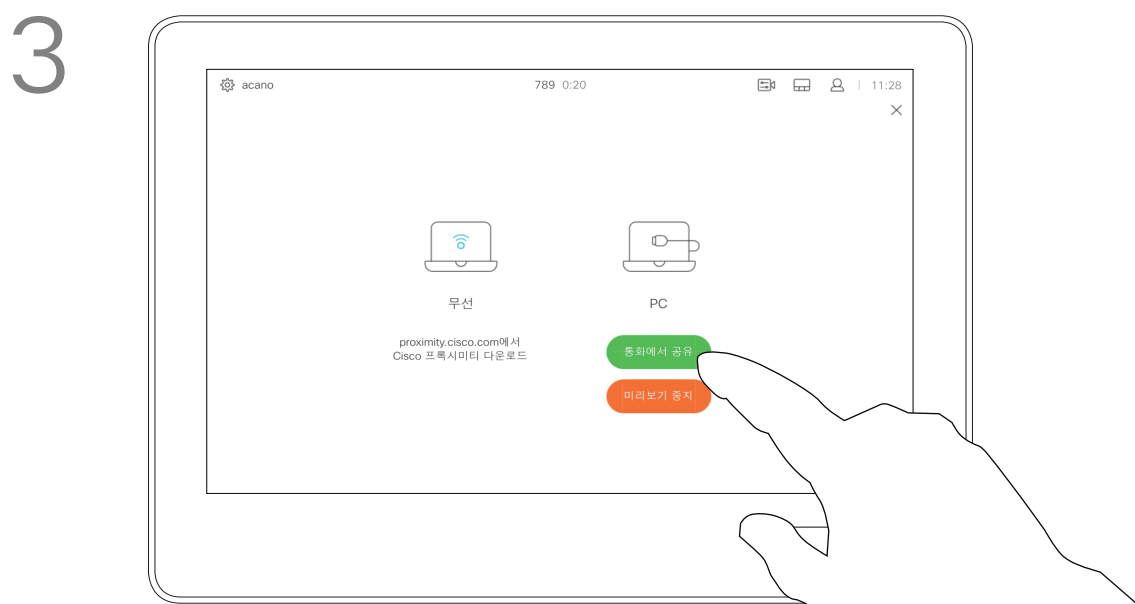 3
acano
789 0:20
11:28
무선
PC
proximity.cisco.com에서
Cisco 프록시미티 다운로드
통화에서 공유
미리보기 중지